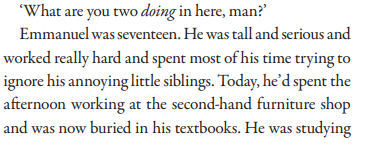 ‘What are you two doing in here, man?’
Emmanuel was seventeen. He was tall and serious and
worked really hard and spent most of his time trying to
ignore his annoying little siblings. Today, he’d spent the
afternoon working at the second-hand furniture shop
and was now buried in his textbooks. He was studying